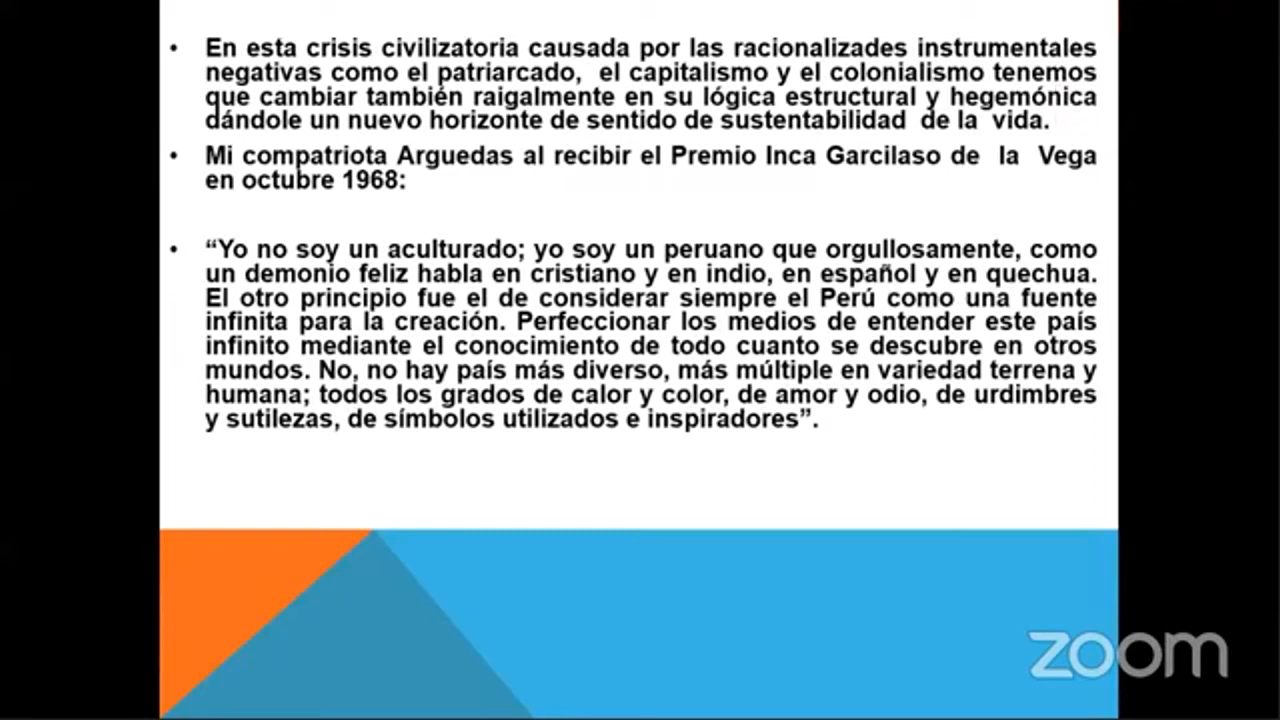 • En esta crisis civilizatoria causada por las racionalizades instrumentales
negativas como el patriarcado, el capitalismo y el colonialismo tenemos
que cambiar también raigalmente en su lógica estructural y hegemónica
dándole un nuevo horizonte de sentido de sustentabilidad de la vida.
• Mi compatriota Arguedas al recibir el Premio Inca Garcilaso de la Vega
en octubre 1968:
• “Yo no soy un aculturado; yo soy un peruano que orgullosamente, como
un demonio feliz habla en cristiano y en indio, en español y en quechua.
El otro principio fue el de considerar siempre el Perú como una fuente
infinita para la creación. Perfeccionar los medios de entender este país
infinito mediante el conocimiento de todo cuanto se descubre en otros
mundos. No, no hay país más diverso, más múltiple en variedad terrena y
humana; todos los grados de calor y color, de amor y odio, de urdimbres
y sutilezas, de símbolos utilizados e inspiradores”.
zoom